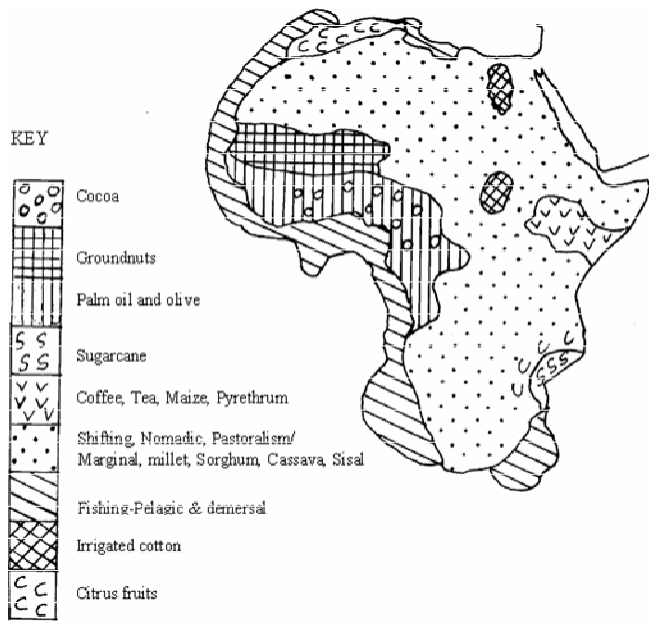 KEY
Cocoa
Groundnuts
Palm oil and olive
Sugarcane
Coffee, Tea, Maize, Pyrethrum
Shifting, Nomadic, Pastoralism/
Marginal, millet, Sorghum, Cassava, Sisal
Fishing-Pelagic & demersal
Irrigated cotton
Citrus fruits